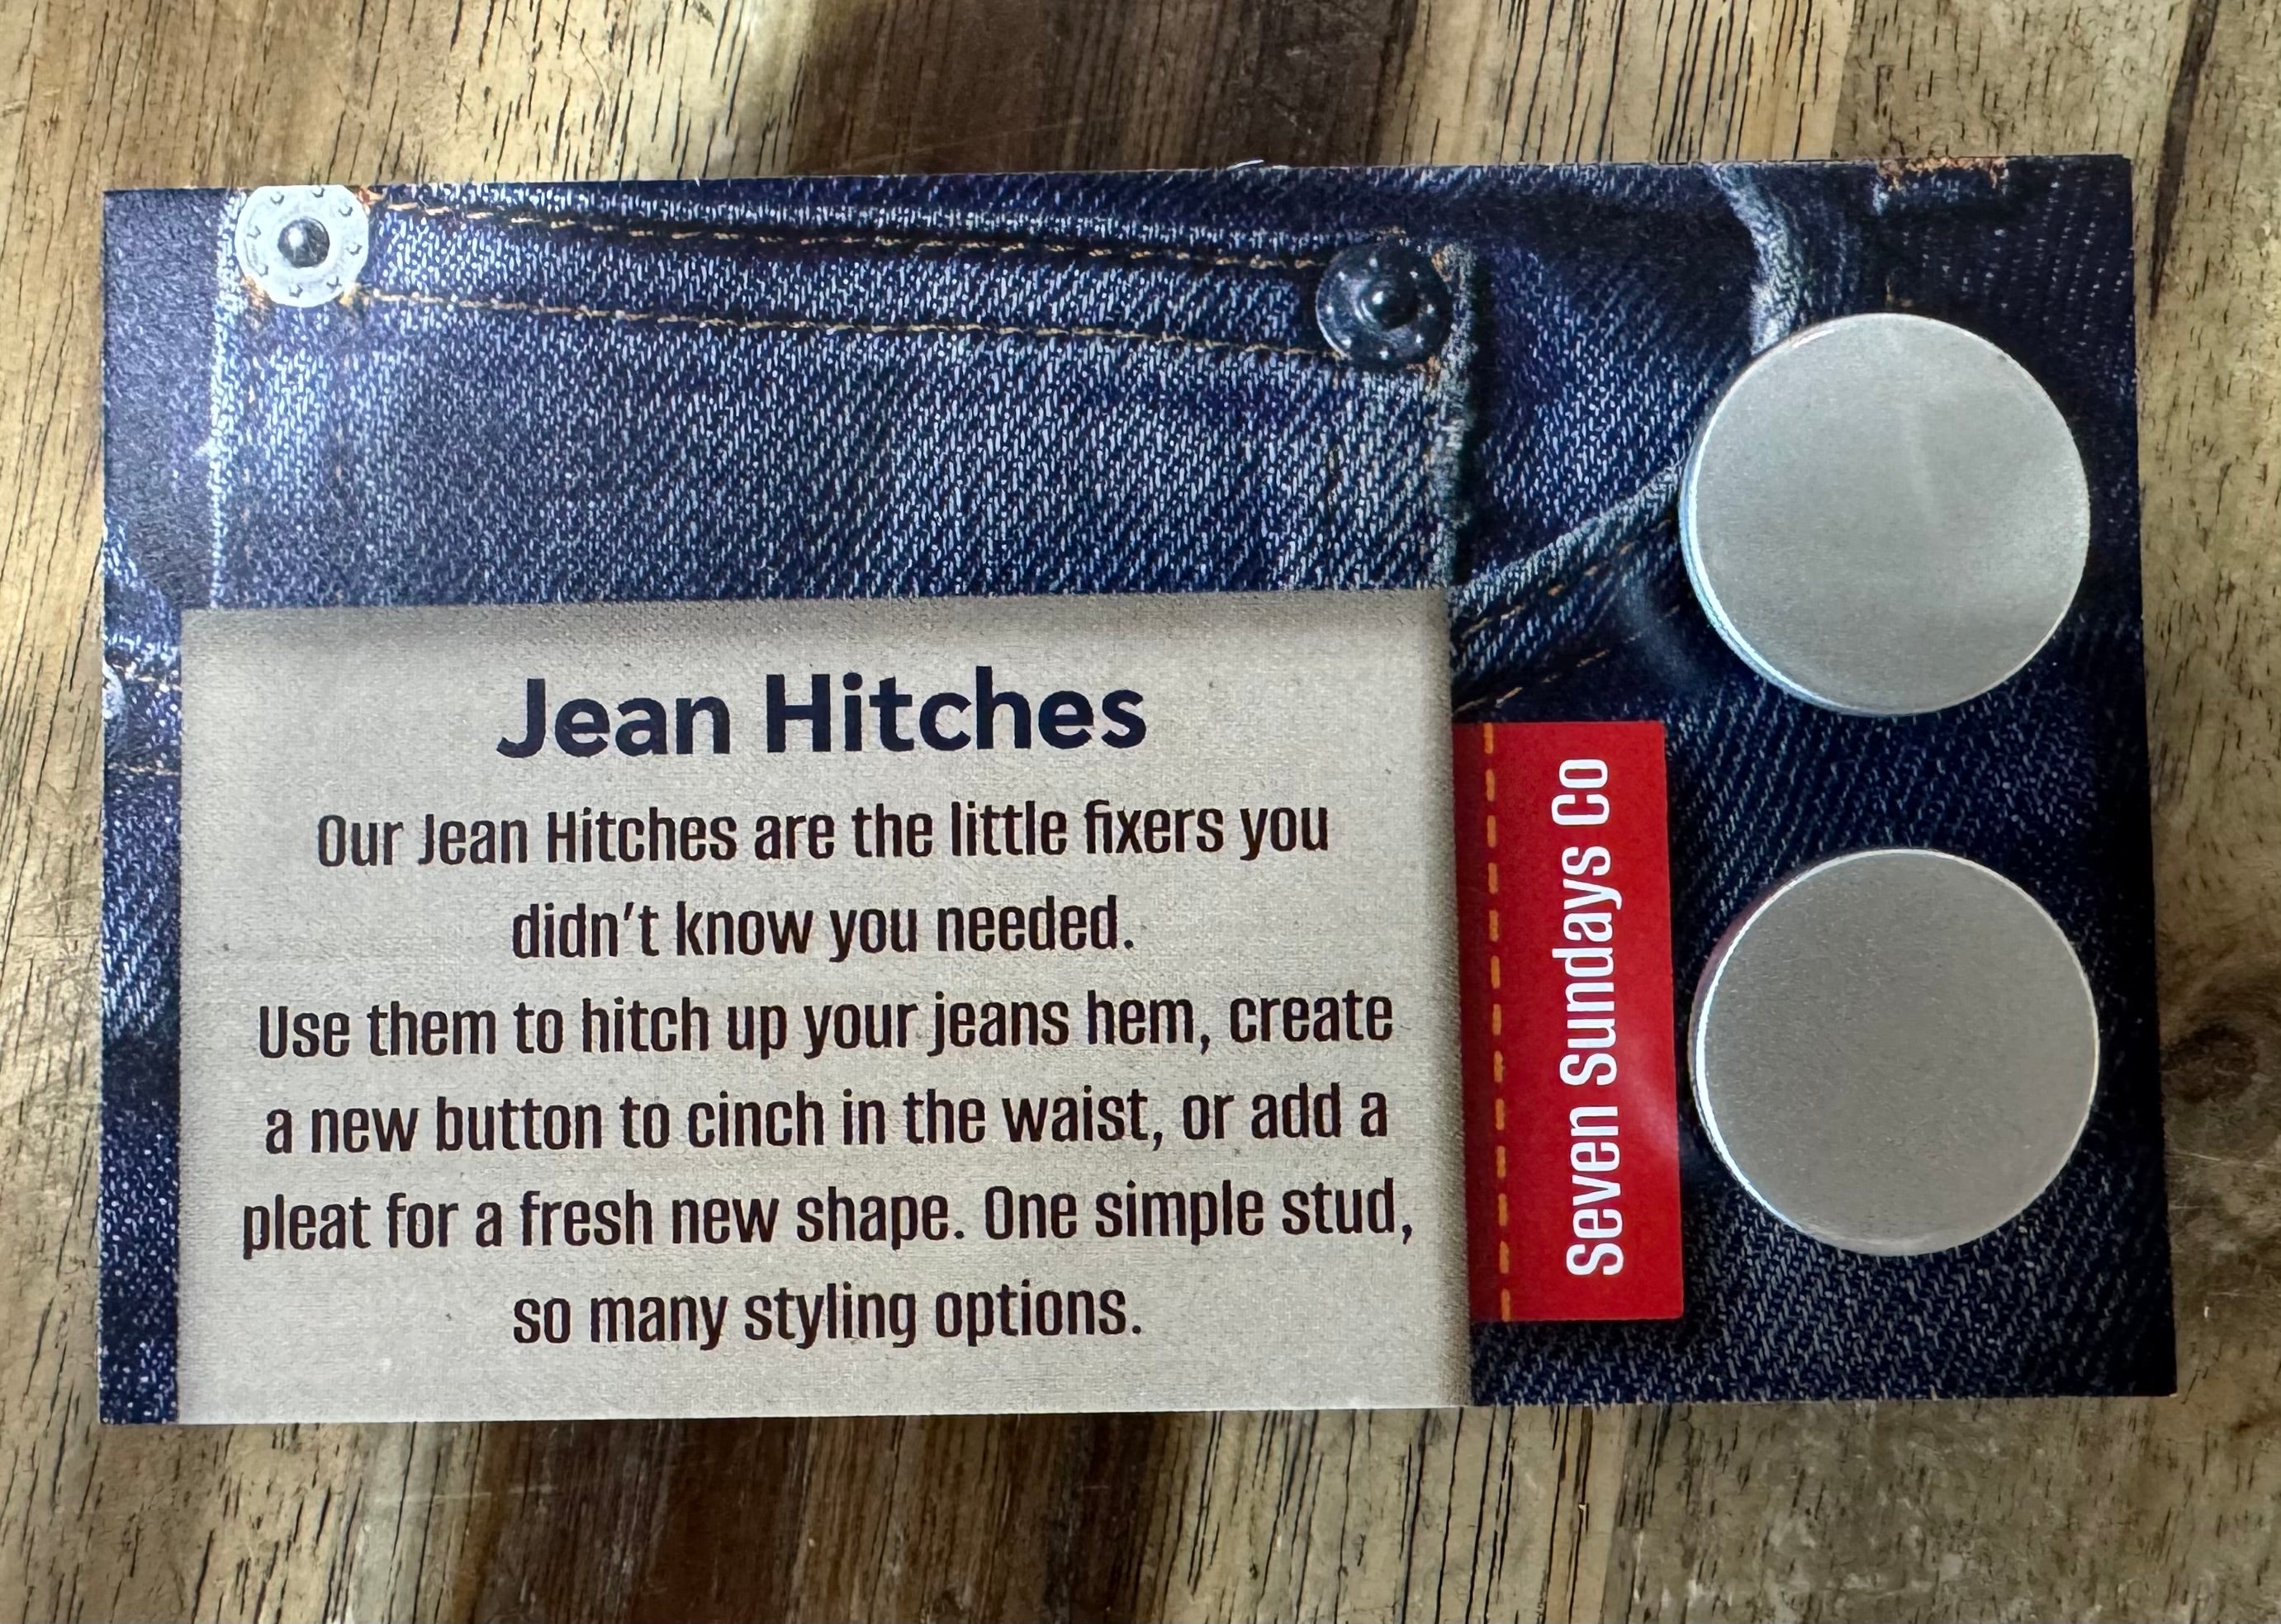 Jean Hitches
Our Jean Hitches are the little fixers you
didn't know you needed.
Use them to hitch up your jeans hem, create
a new button to cinch in the waist, or add a
pleat for a fresh new shape. One simple stud,
so many styling options.
Seven Sundays Co